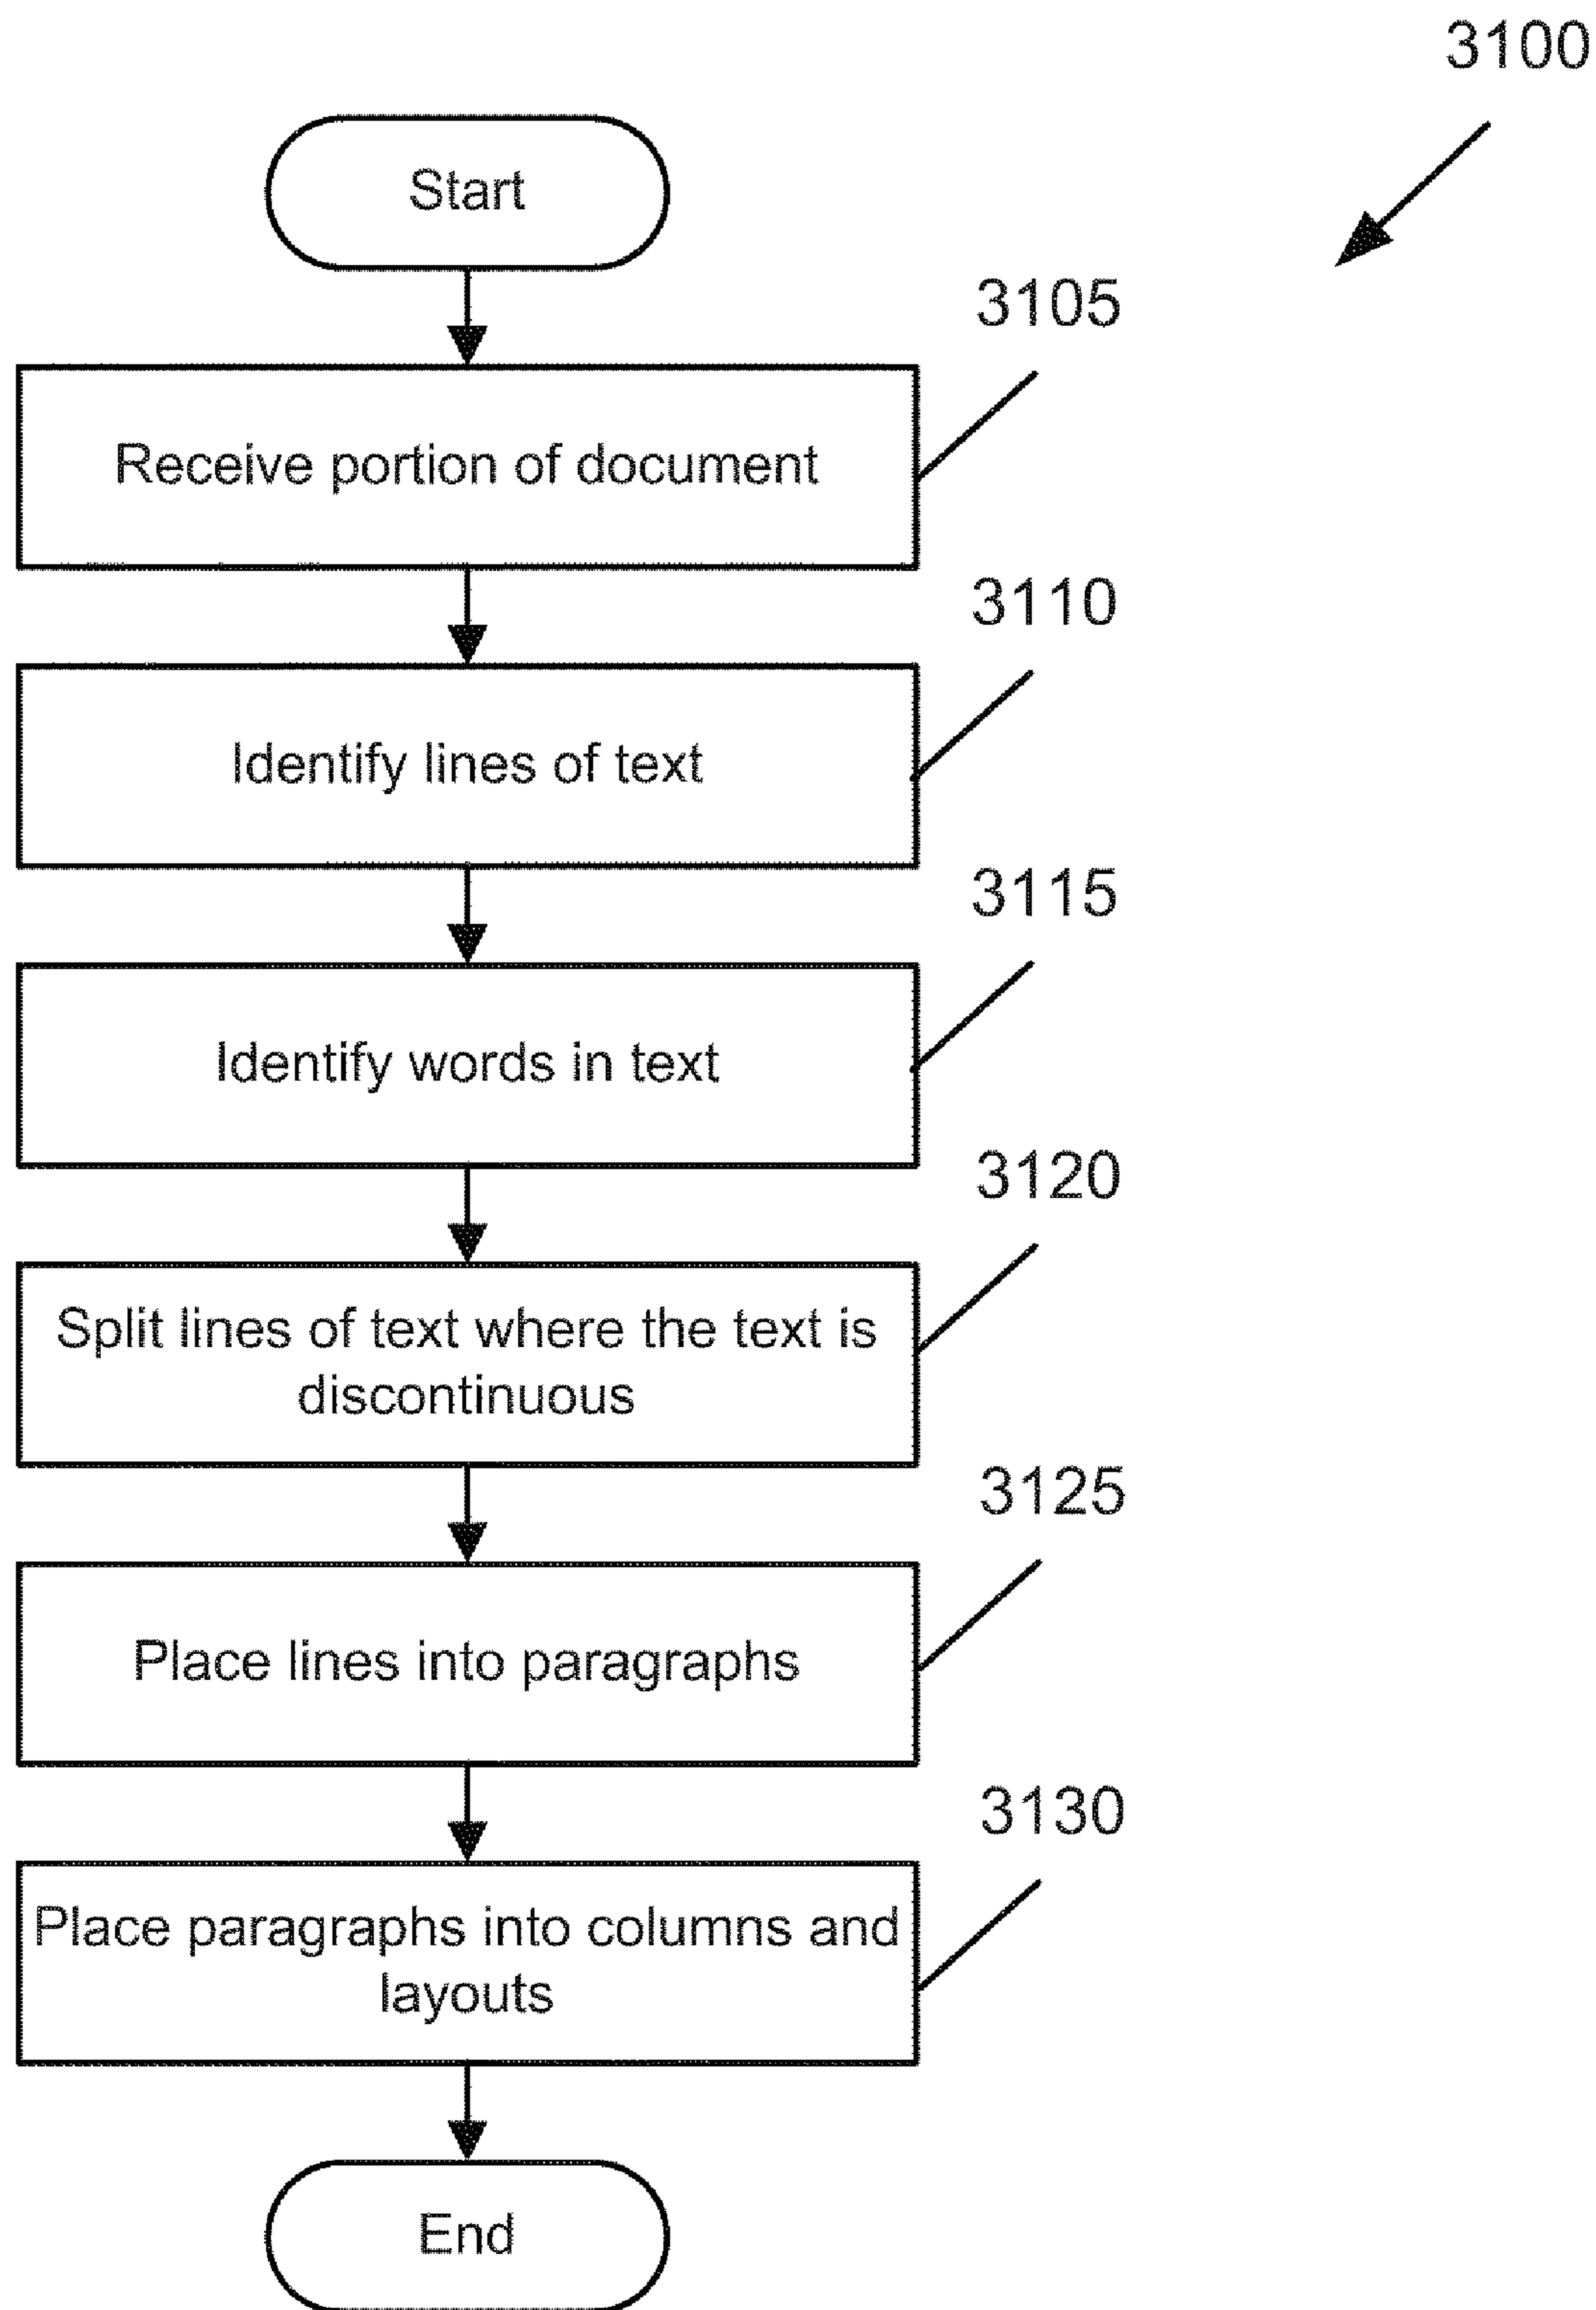 3100
Start
3105
Receive portion of document
3110
Identify lines of text
3115
Identify words in text
3120
Split lines of text where the text is
discontinuous
3125
Place lines into paragraphs
3130
Place paragraphs into columns and
layouts
End